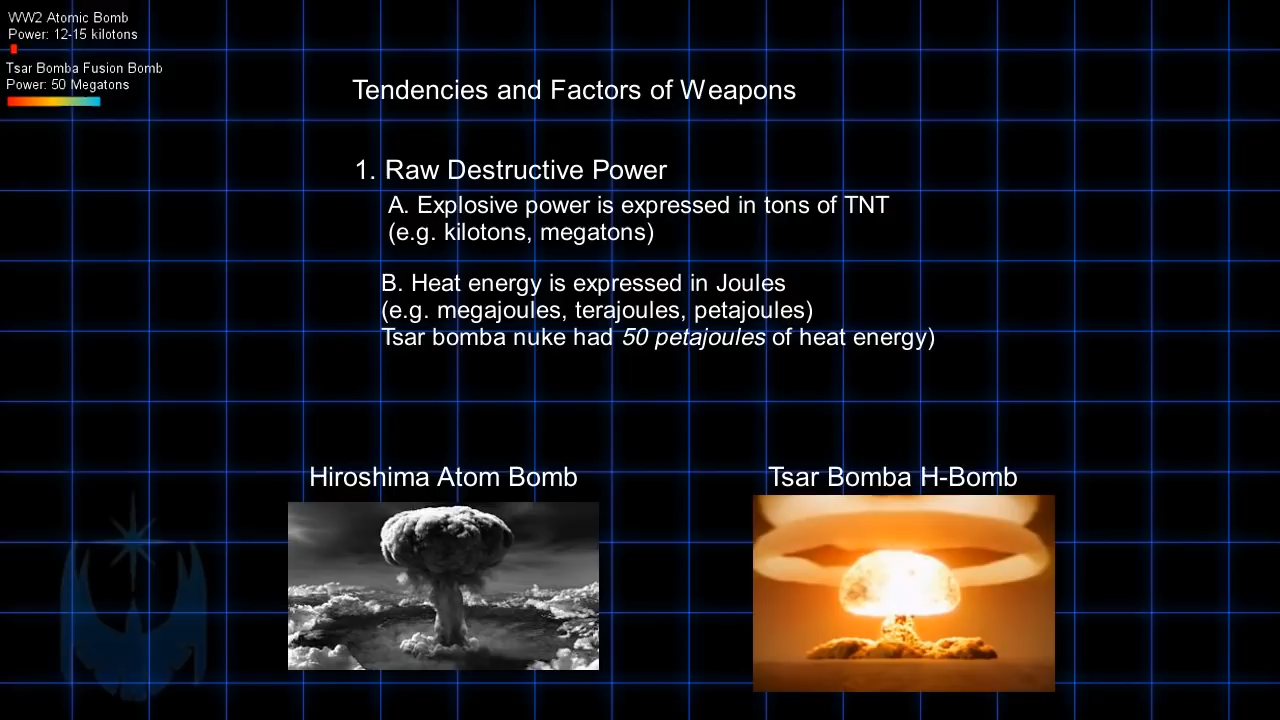 WW2 Atomic Bomb
Power: 12-15 kilotons
Tsar Bomba Fusion Bomb
Power: 50 Megatons
Tendencies and Factors of Weapons
1. Raw Destructive Power
A. Explosive power is expressed in tons of TNT
(e.g. kilotons, megatons)
B. Heat energy is expressed in Joules
(e.g. megajoules, terajoules, petajoules)
Tsar bomba nuke had 50 petajoules of heat energy)
Hiroshima Atom Bomb
Tsar Bomba H-Bomb